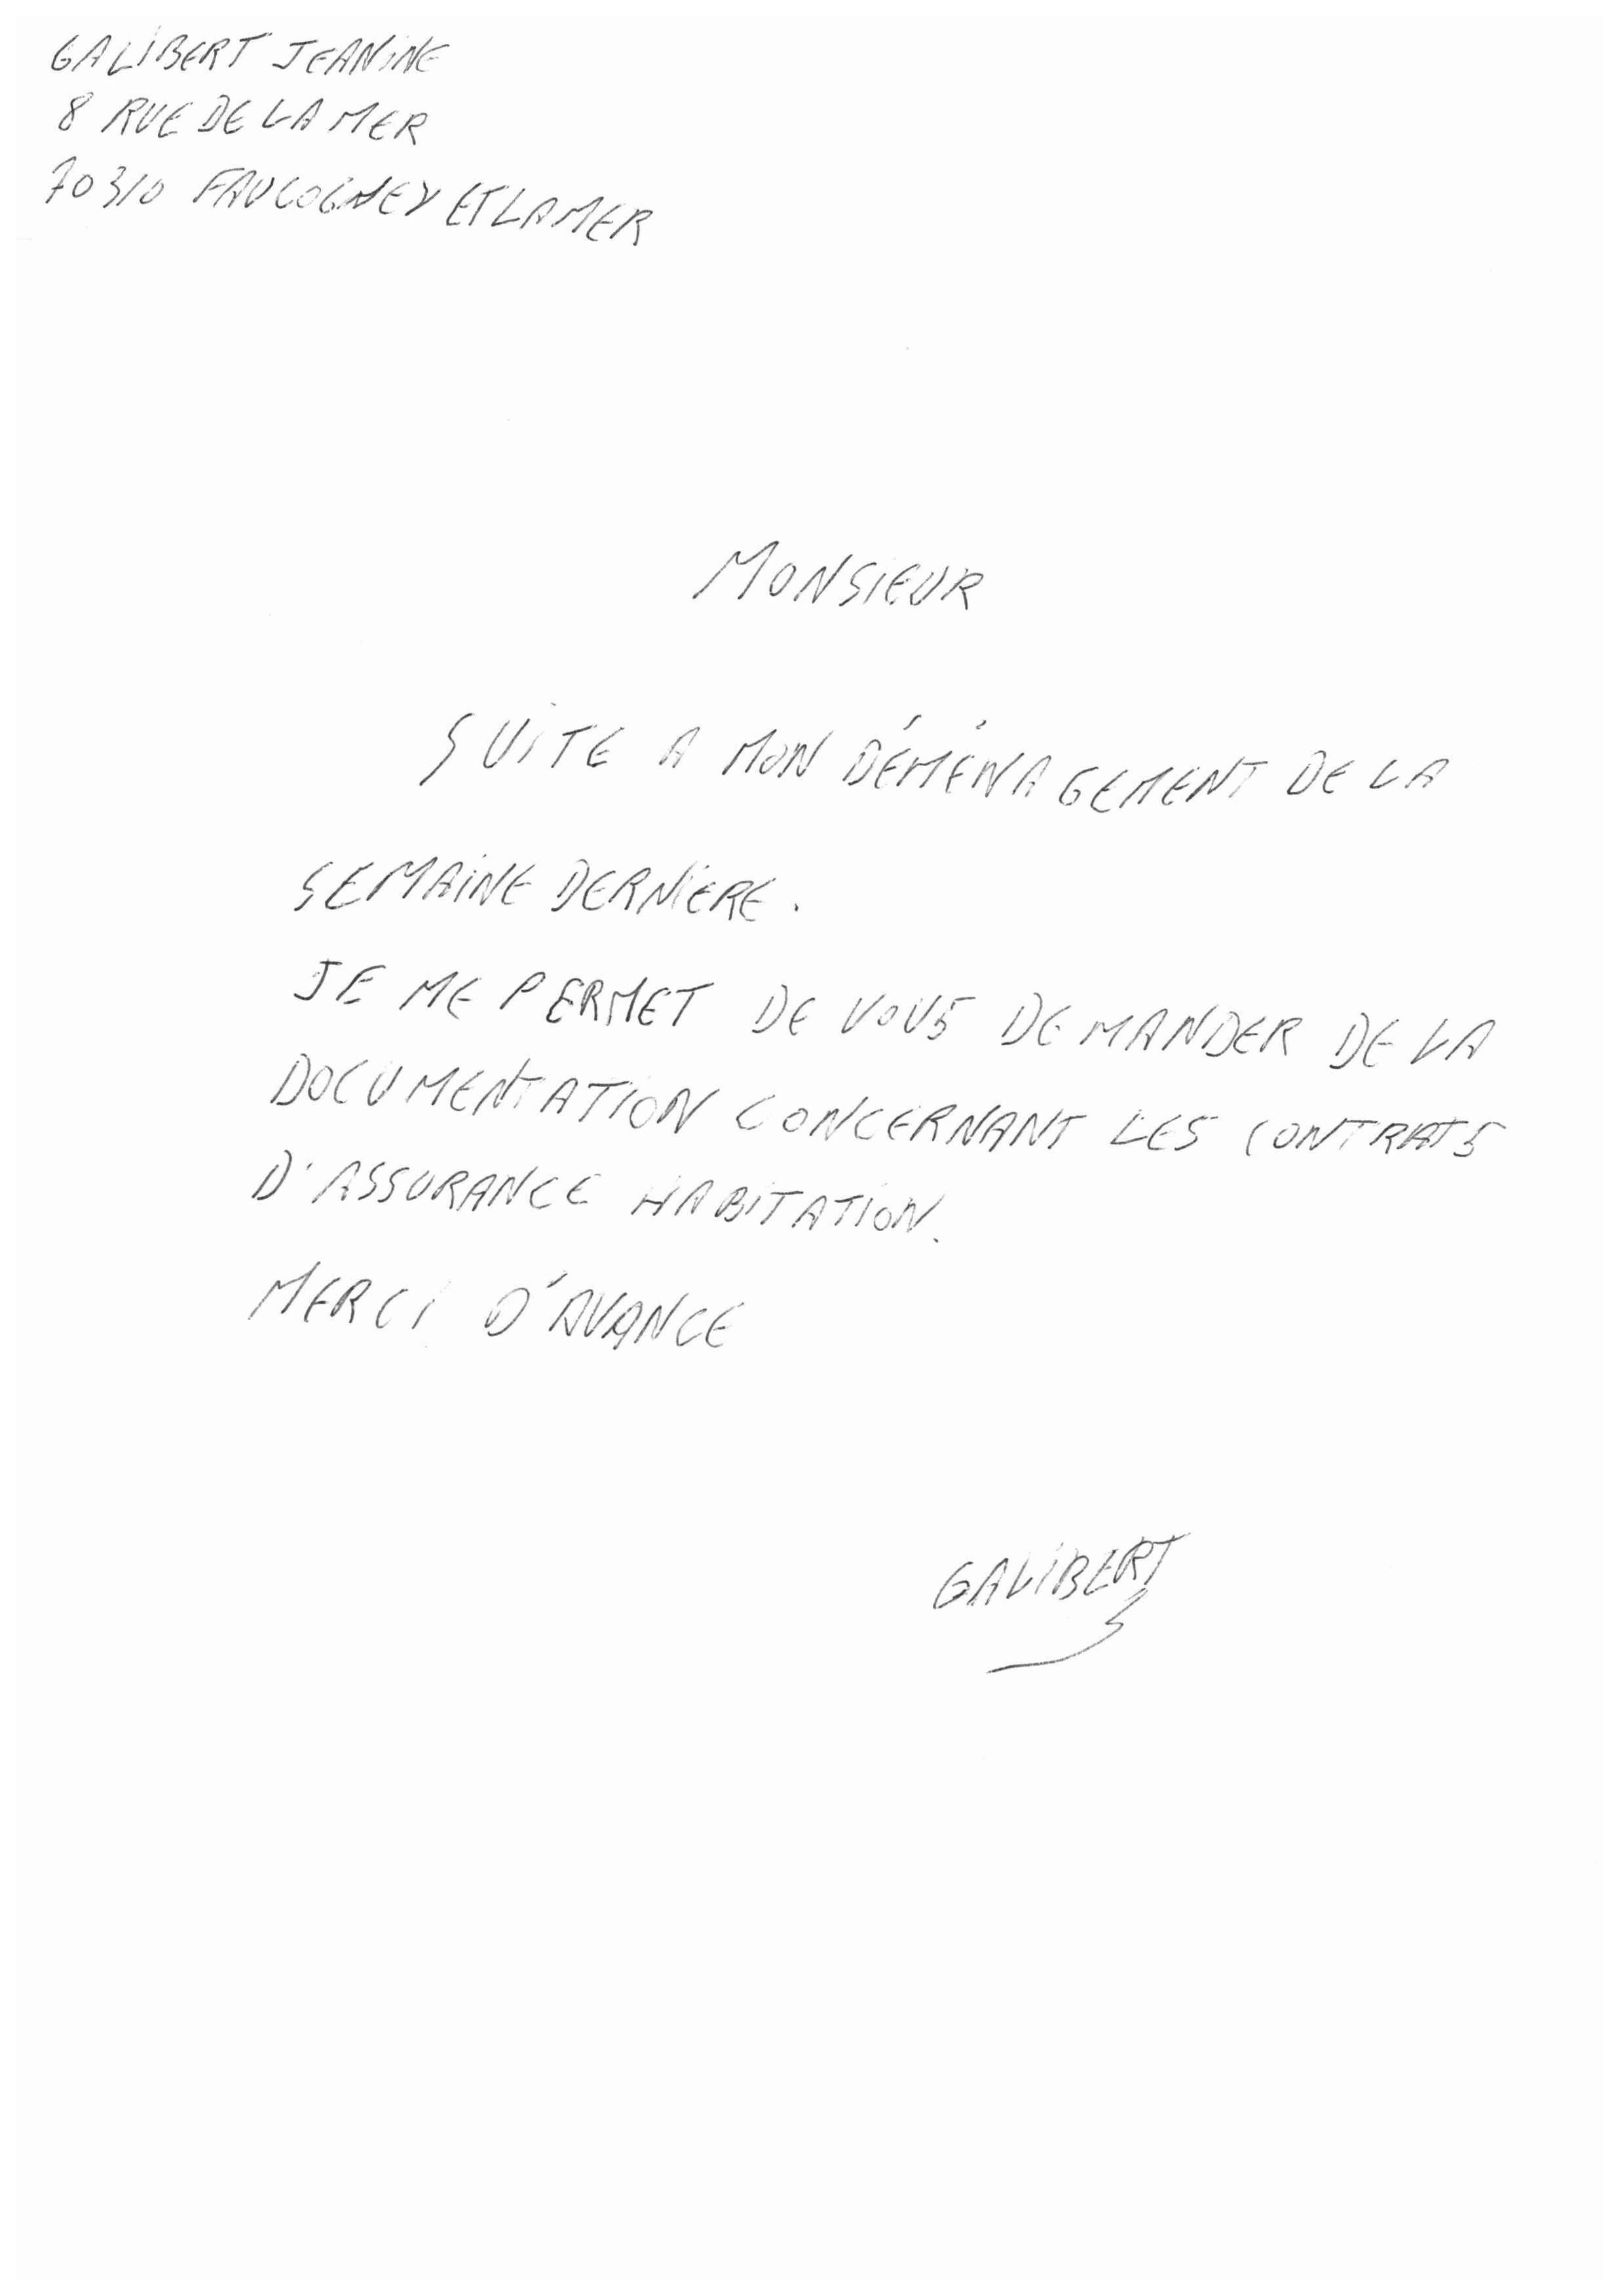 GALIBERT JEANINE
8 RUE DE LA MER
70310 FAUCOGNEY ET LA MER
MONSIEUR
SUITE A MON DÉMÉNAGEMENT DE LA
SEMAINE DERNIERE.
JE ME PERMET DE VOUS DEMANDER DE LA
DOCUMENTATION CONCERNANT LES CONTRATS
D'ASSURANCE HABITATION.
MERCI D'AVANCE
GALIBERT